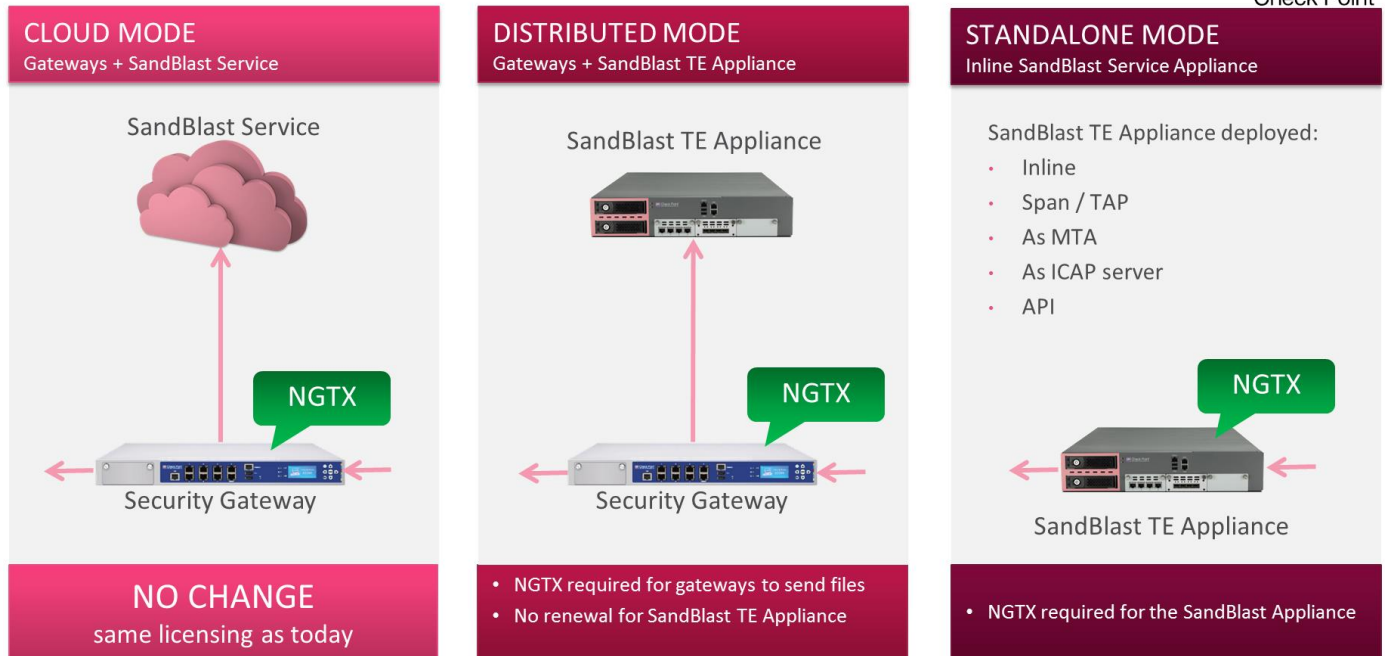 Check Point
CLOUD MODE
Gateways + SandBlast Service
SandBlast Service
NGTX
Security Gateway
NO CHANGE
same licensing as today
DISTRIBUTED MODE
Gateways + SandBlast TE Appliance
SandBlast TE Appliance
NGTX
Security Gateway
• NGTX required for gateways to send files
• No renewal for SandBlast TE Appliance
STANDALONE MODE
Inline SandBlast Service Appliance
SandBlast TE Appliance deployed:
• Inline
• Span / TAP
• As MTA
• As ICAP server
• API
NGTX
SandBlast TE Appliance
• NGTX required for the SandBlast Appliance